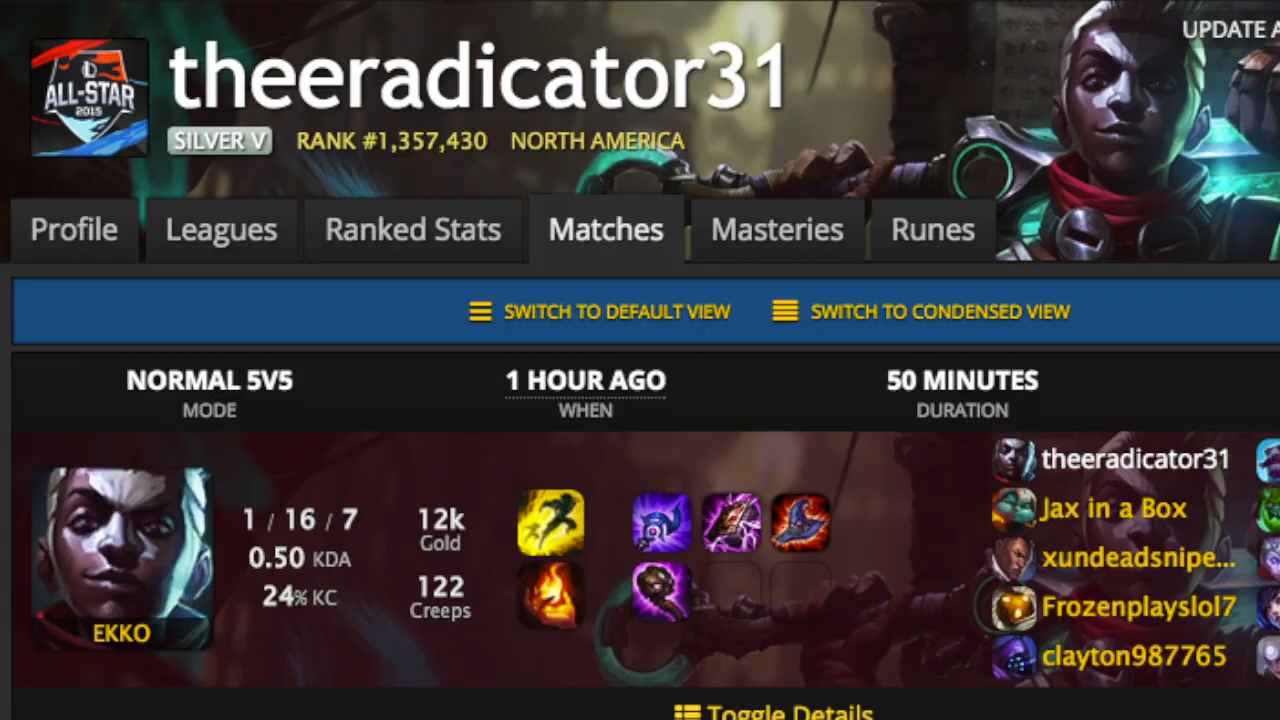 UPDATE A
ALL-STAR
2015
theeradicator31
SILVER V RANK #1,357,430 NORTH AMERICA
Profile Leagues Ranked Stats Matches Masteries Runes
SWITCH TO DEFAULT VIEW SWITCH TO CONDENSED VIEW
NORMAL 5V5 1 HOUR AGO 50 MINUTES
MODE WHEN DURATION
EKKO
1 / 16 / 7
0.50 KDA
24% KC
12k
Gold
122
Creeps
theeradicator31
Jax in a Box
xundeadsnipe...
Frozenplayslol7
clayton987765
Toggle Details